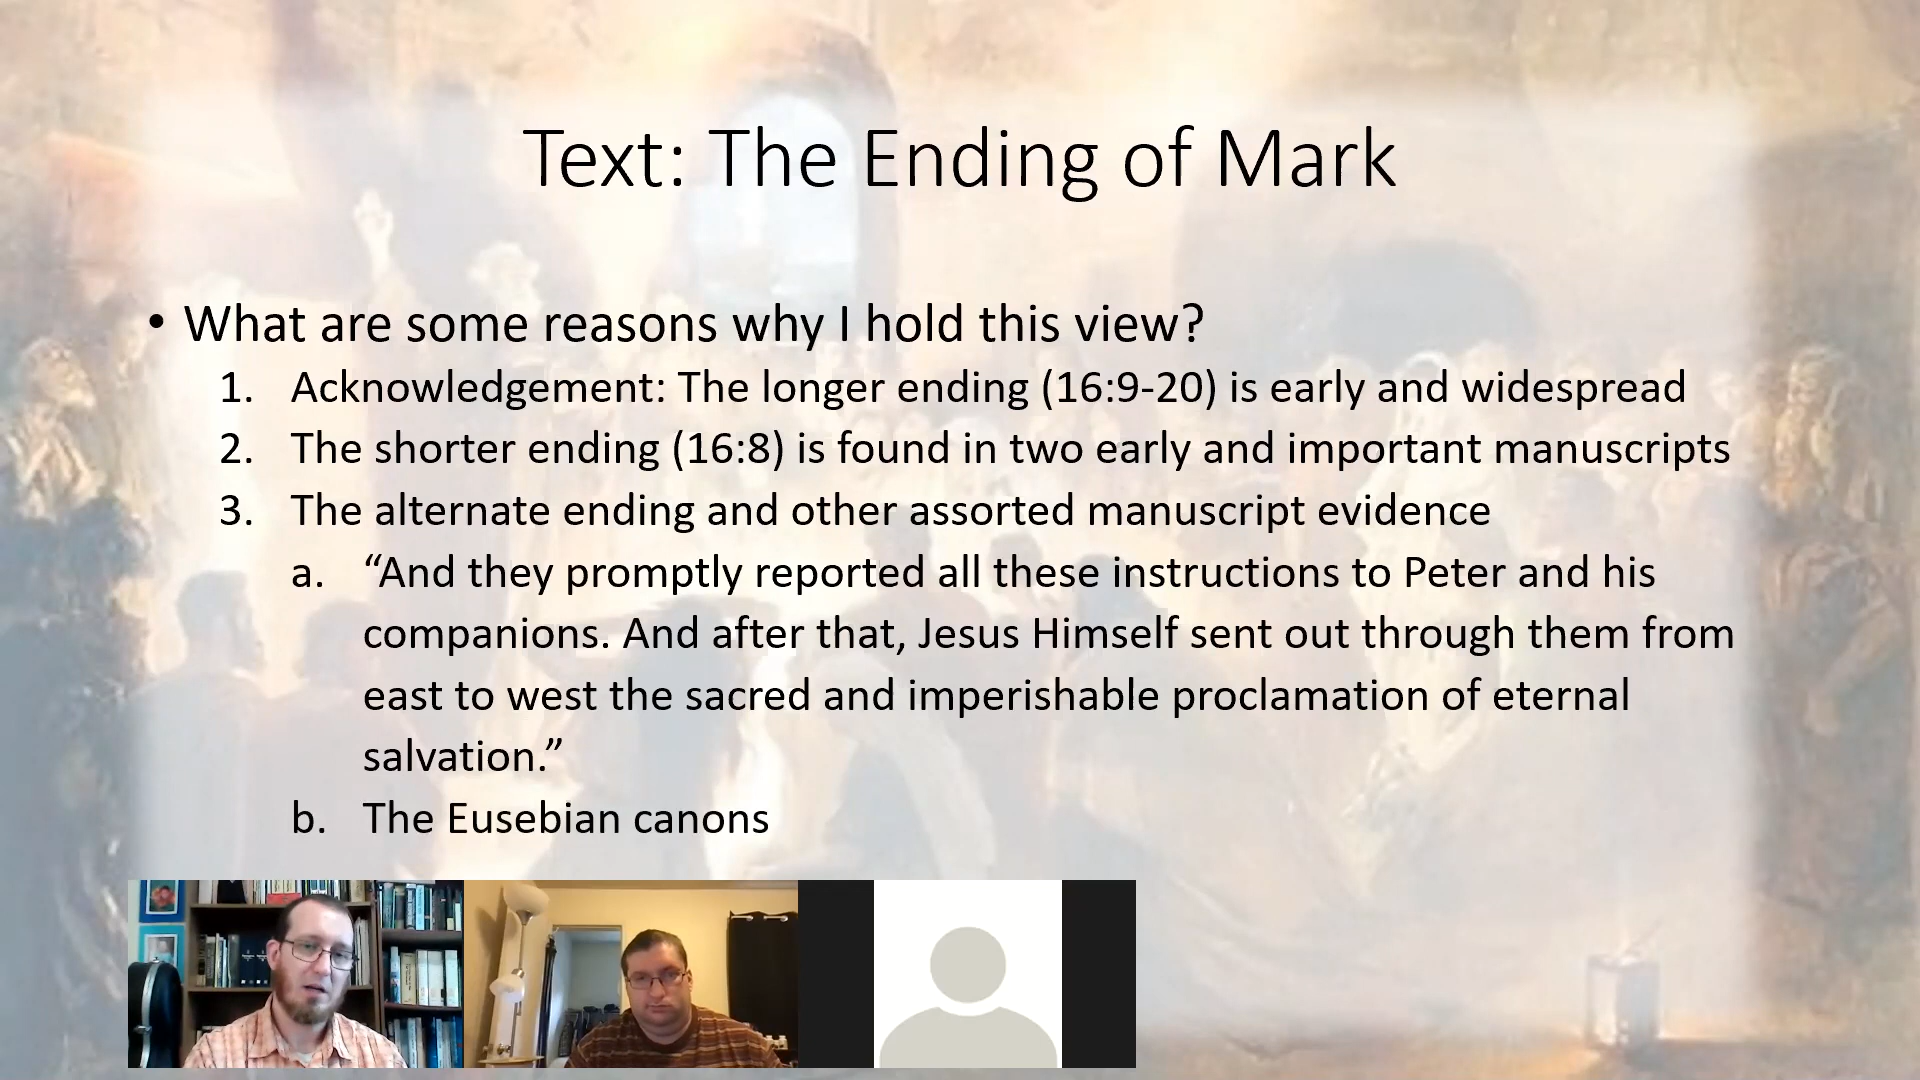 Text: The Ending of Mark
• What are some reasons why I hold this view?
1. Acknowledgement: The longer ending (16:9-20) is early and widespread
2. The shorter ending (16:8) is found in two early and important manuscripts
3. The alternate ending and other assorted manuscript evidence
a. “And they promptly reported all these instructions to Peter and his
companions. And after that, Jesus Himself sent out through them from
east to west the sacred and imperishable proclamation of eternal
salvation.”
b. The Eusebian canons